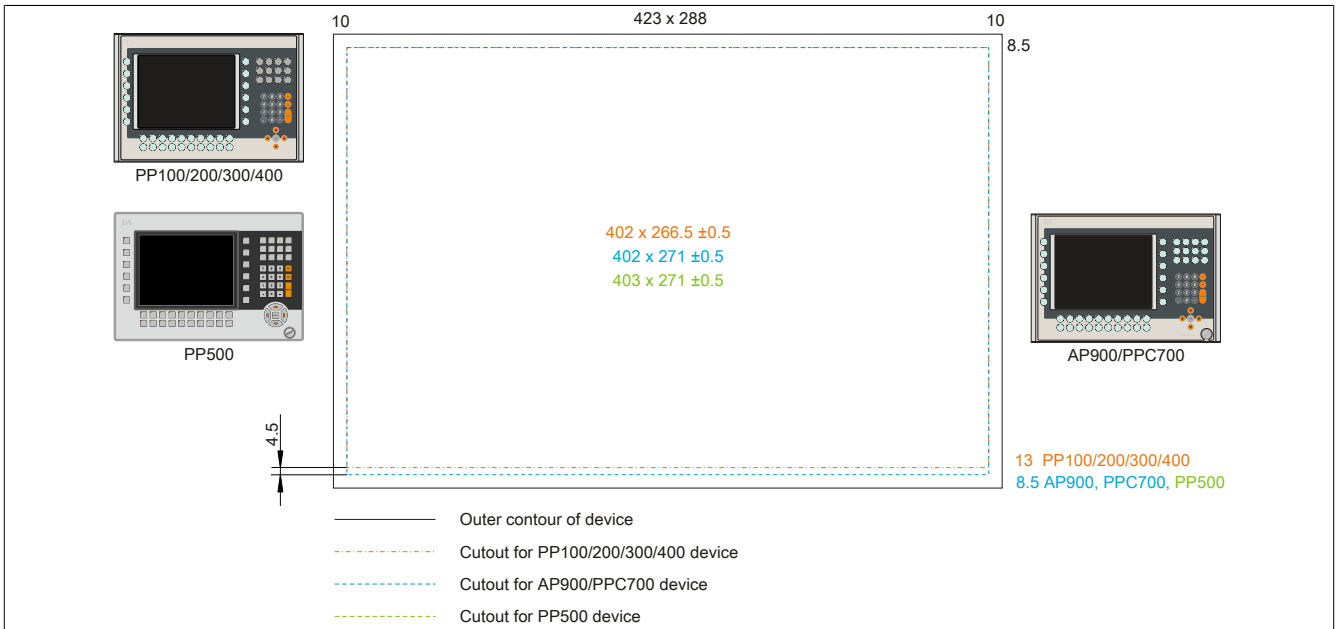 10 423 x 288 10
8.5
PP100/200/300/400
402 x 266.5 ±0.5
402 x 271 ±0.5
403 x 271 ±0.5
PP500
AP900/PPC700
4.5
13 PP100/200/300/400
8.5 AP900, PPC700, PP500
Outer contour of device
Cutout for PP100/200/300/400 device
Cutout for AP900/PPC700 device
Cutout for PP500 device